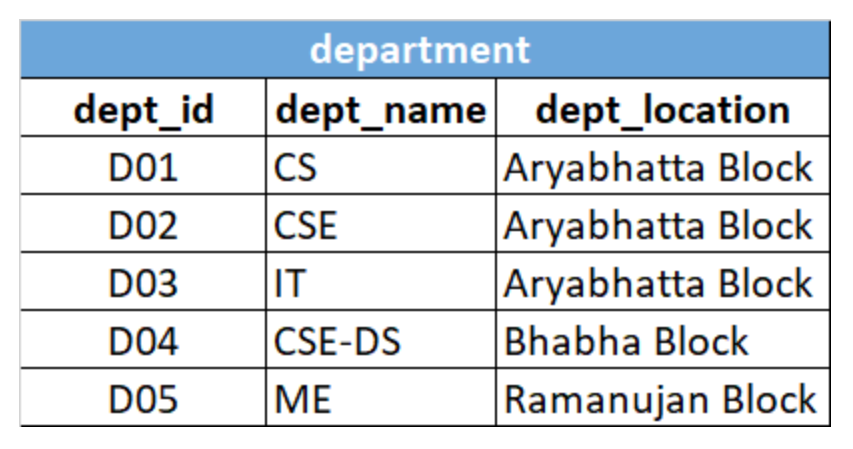 department
dept_id dept_name dept_location
D01 CS Aryabhatta Block
D02 CSE Aryabhatta Block
D03 IT Aryabhatta Block
D04 CSE-DS Bhabha Block
D05 ME Ramanujan Block